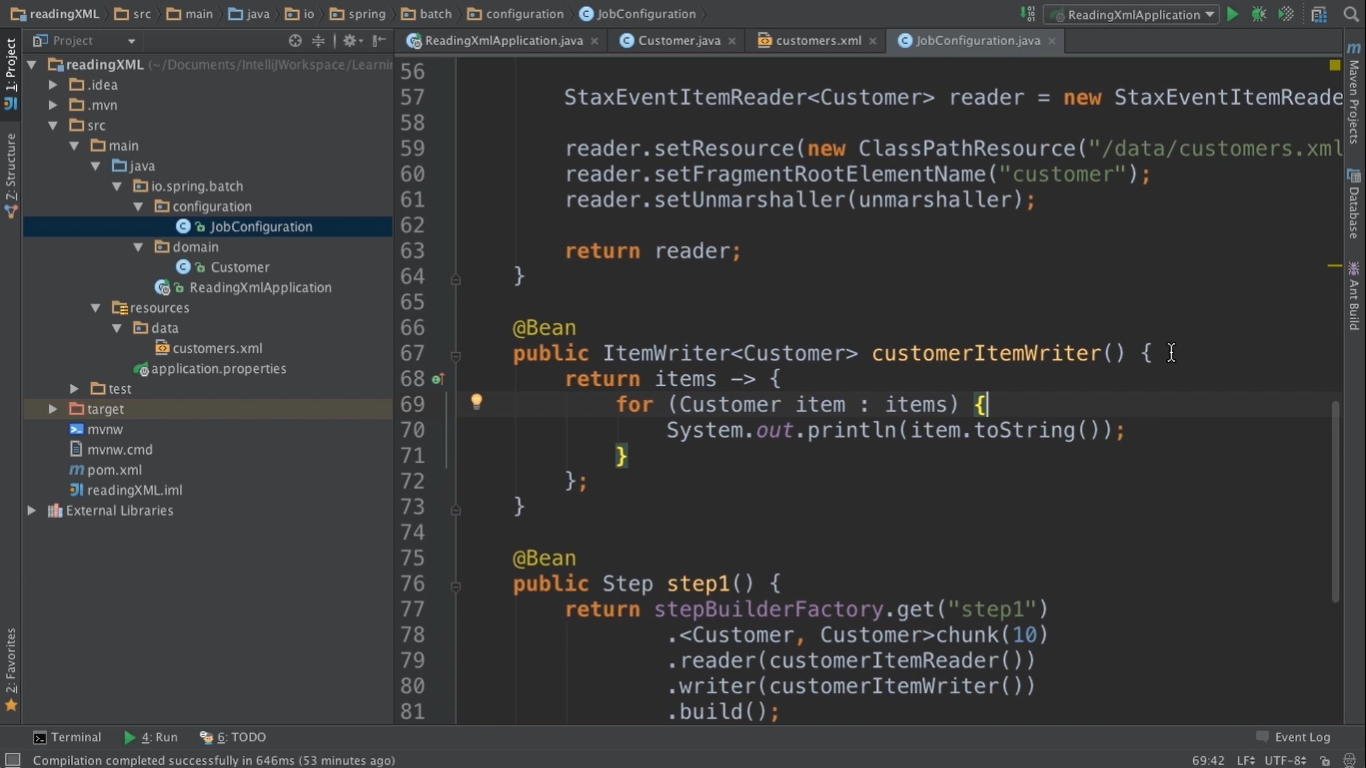 readingXML src main java io spring batch configuration JobConfiguration ReadingXmlApplication
Project ReadingXmlApplication.java Customer.java customers.xml JobConfiguration.java
1: Project
Z: Structure
2: Favorites
readingXML (~/Documents/IntelliJWorkspace/Learni
.idea
.mvn
src
main
java
io.spring.batch
configuration
JobConfiguration
domain
Customer
ReadingXmlApplication
resources
data
customers.xml
application.properties
test
target
mvnw
mvnw.cmd
pom.xml
readingXML.iml
External Libraries
56
57 StaxEventItemReader<Customer> reader = new StaxEventItemReade
58
59 reader.setResource(new ClassPathResource("/data/customers.xml
60 reader.setFragmentRootElementName("customer");
61 reader.setUnmarshaller(unmarshaller);
62
63 return reader;
64 }
65
66 @Bean
67 public ItemWriter<Customer> customerItemWriter() {
68 return items -> {
69 for (Customer item : items) {
70 System.out.println(item.toString());
71 }
72 };
73 }
74
75 @Bean
76 public Step step1() {
77 return stepBuilderFactory.get("step1")
78 .<Customer, Customer>chunk(10)
79 .reader(customerItemReader())
80 .writer(customerItemWriter())
81 .build();
Maven Projects
Database
Ant Build
Terminal 4: Run 6: TODO Event Log
Compilation completed successfully in 646ms (53 minutes ago) 69:42 LF÷ UTF-8÷